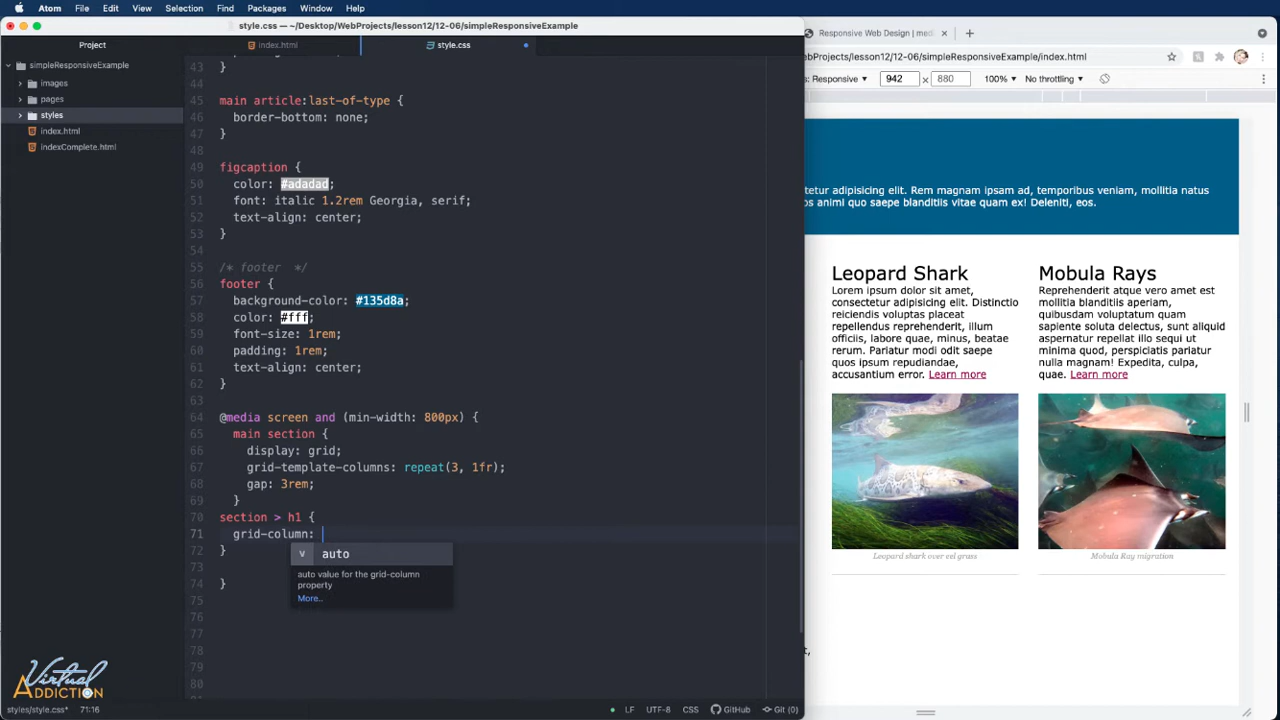 Atom File Edit View Selection Find Packages Window Help
style.css — ~/Desktop/WebProjects/lesson12/12-06/simpleResponsiveExample
Project
index.html
style.css
simpleResponsiveExample
images
pages
styles
index.html
indexComplete.html
43 }
44
45 main article:last-of-type {
46 border-bottom: none;
47 }
48
49 figcaption {
50 color: #adadad;
51 font: italic 1.2rem Georgia, serif;
52 text-align: center;
53 }
54
55 /* footer */
56 footer {
57 background-color: #135d8a;
58 color: #fff;
59 font-size: 1rem;
60 padding: 1rem;
61 text-align: center;
62 }
63
64 @media screen and (min-width: 800px) {
65 main section {
66 display: grid;
67 grid-template-columns: repeat(3, 1fr);
68 gap: 3rem;
69 }
70 section > h1 {
71 grid-column:
72 }
73
74 }
75
76
77
78
79
80
v auto
auto value for the grid-column
property
More..
Virtual
Addiction
styles/style.css* 71:16
LF UTF-8 CSS GitHub Git (0)
Responsive Web Design | med
ebProjects/lesson12/12-06/simpleResponsiveExample/index.html
s: Responsive 942 x 880 100% No throttling
tetur adipisicing elit. Rem magnam ipsam ad, temporibus veniam, mollitia natus
os animi quo saepe blanditiis vitae quam ex! Deleniti, eos.
Leopard Shark
Lorem ipsum dolor sit amet,
consectetur adipisicing elit. Distinctio
reiciendis voluptas placeat
repellendus reprehenderit, illum
officiis, labore quae, minus, beatae
rerum. Pariatur modi odit saepe
quos ipsum repudiandae,
accusantium error. Learn more
Leopard shark over eel grass
Mobula Rays
Reprehenderit atque vero amet est
mollitia blanditiis aperiam,
quibusdam voluptatum quam
sapiente soluta delectus, sunt aliquid
aspernatur repellat illo sequi ut
minima quod, perspiciatis pariatur
nulla magnam! Expedita, culpa,
quae. Learn more
Mobula Ray migration